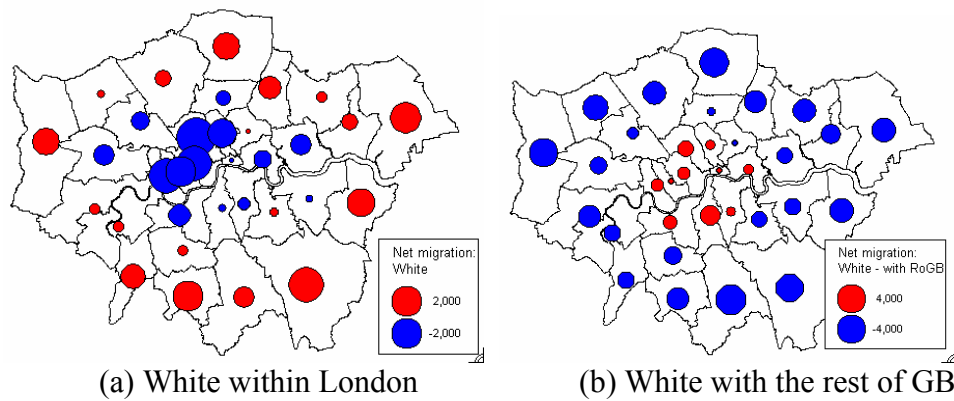 Net migration:
White
2,000
-2,000
Net migration:
White - with RoGB
4,000
-4,000
(a) White within London
(b) White with the rest of GB